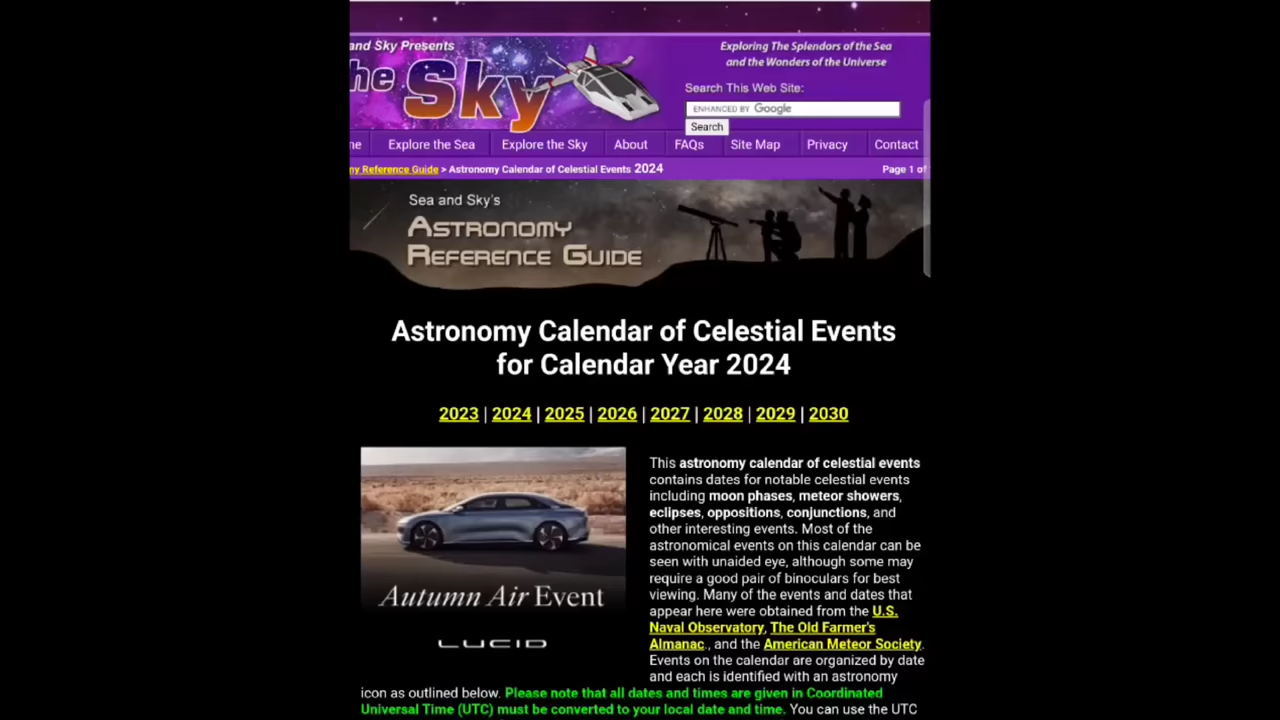 and Sky Presents
the Sky
Exploring The Splendors of the Sea
and the Wonders of the Universe
Search This Web Site:
ENHANCED BY Google
Search
me Explore the Sea Explore the Sky About FAQs Site Map Privacy Contact
my Reference Guide > Astronomy Calendar of Celestial Events 2024 Page 1 of
Sea and Sky's
ASTRONOMY
REFERENCE GUIDE
Astronomy Calendar of Celestial Events
for Calendar Year 2024
2023 | 2024 | 2025 | 2026 | 2027 | 2028 | 2029 | 2030
Autumn Air Event
LUCID
This astronomy calendar of celestial events
contains dates for notable celestial events
including moon phases, meteor showers,
eclipses, oppositions, conjunctions, and
other interesting events. Most of the
astronomical events on this calendar can be
seen with unaided eye, although some may
require a good pair of binoculars for best
viewing. Many of the events and dates that
appear here were obtained from the U.S.
Naval Observatory, The Old Farmer's
Almanac., and the American Meteor Society.
Events on the calendar are organized by date
and each is identified with an astronomy
icon as outlined below. Please note that all dates and times are given in Coordinated
Universal Time (UTC) must be converted to your local date and time. You can use the UTC